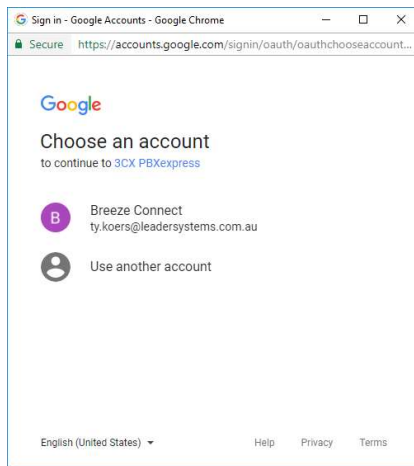 Sign in - Google Accounts - Google Chrome
Secure https://accounts.google.com/signin/oauth/oauthchooseaccount...
Google
Choose an account
to continue to 3CX PBXexpress
B
Breeze Connect
ty.koers@leadersystems.com.au
Use another account
English (United States) Help Privacy Terms